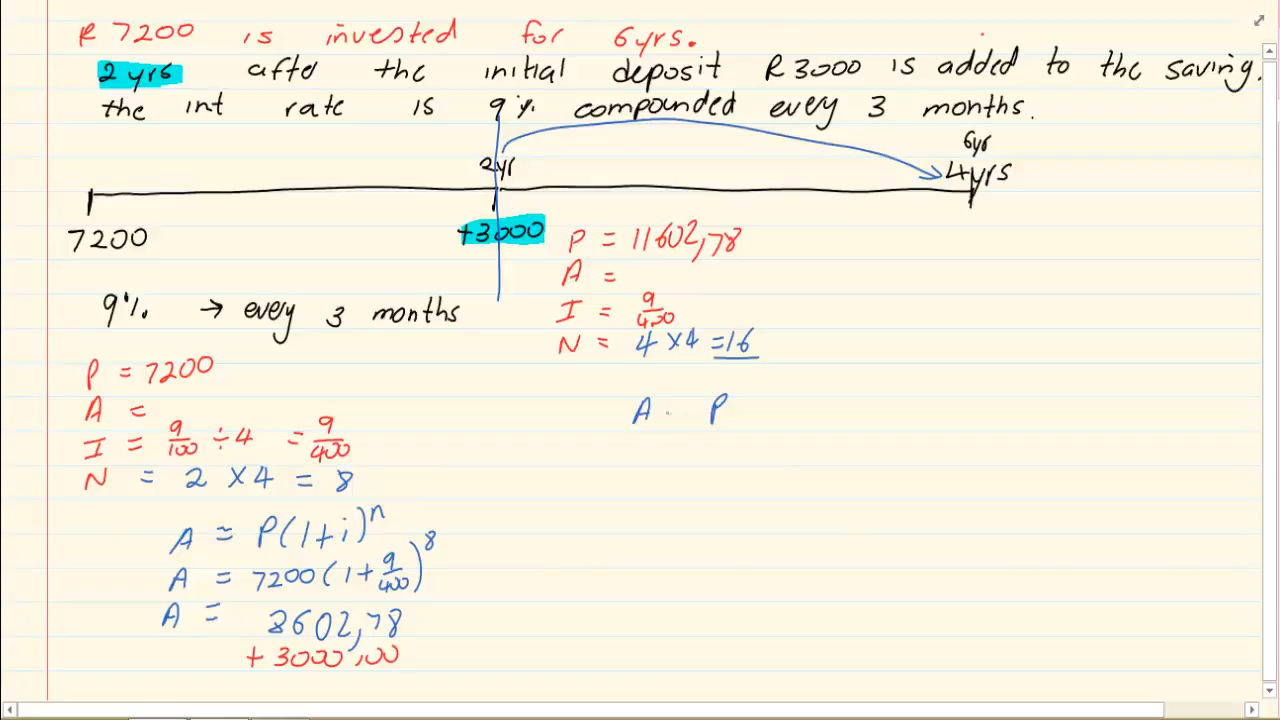 R 7200 is invested for 6yrs.
2 yrs after the initial deposit R3000 is added to the saving.
the int rate is 9% compounded every 3 months.
6yr
2yr 4yrs
7200 +3000
P = 11602,78
A =
I = 9/400
N = 4 x 4 = 16
A = P
9% → every 3 months
P = 7200
A =
I = 9/100 ÷ 4 = 9/400
N = 2 x 4 = 8
A = P(1+i)^n
A = 7200(1+9/400)^8
A = 8602,78
+ 3000,00